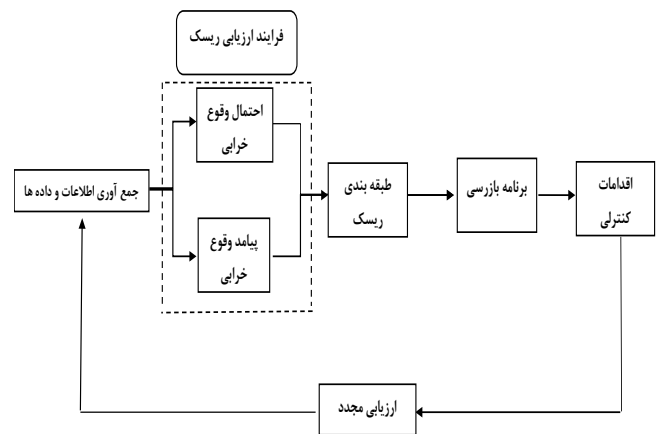 فرایند ارزیابی ریسک
احتمال وقوع
خرابی
جمع آوری اطلاعات و داده ها
پیامد وقوع
خرابی
طبقه بندی
ریسک
برنامه بازرسی
اقدامات
کنترلی
ارزیابی مجدد